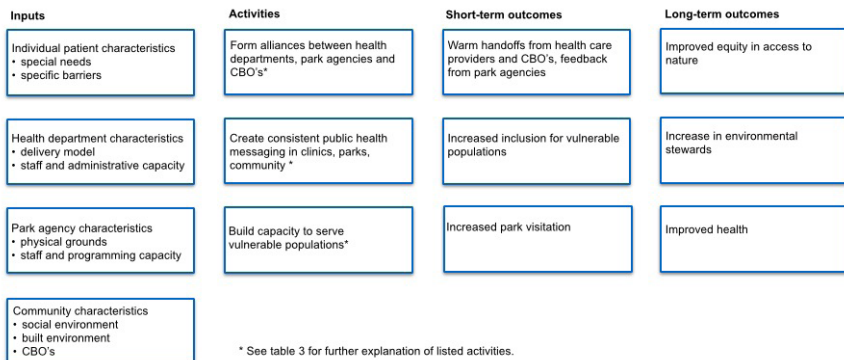 Inputs
Activities
Short-term outcomes
Long-term outcomes
Individual patient characteristics
• special needs
• specific barriers
Form alliances between health
departments, park agencies and
CBO's*
Warm handoffs from health care
providers and CBO's, feedback
from park agencies
Improved equity in access to
nature
Health department characteristics
• delivery model
• staff and administrative capacity
Create consistent public health
messaging in clinics, parks,
community *
Increased inclusion for vulnerable
populations
Increase in environmental
stewards
Park agency characteristics
• physical grounds
• staff and programming capacity
Build capacity to serve
vulnerable populations*
Increased park visitation
Improved health
Community characteristics
• social environment
• built environment
• CBO's
* See table 3 for further explanation of listed activities.